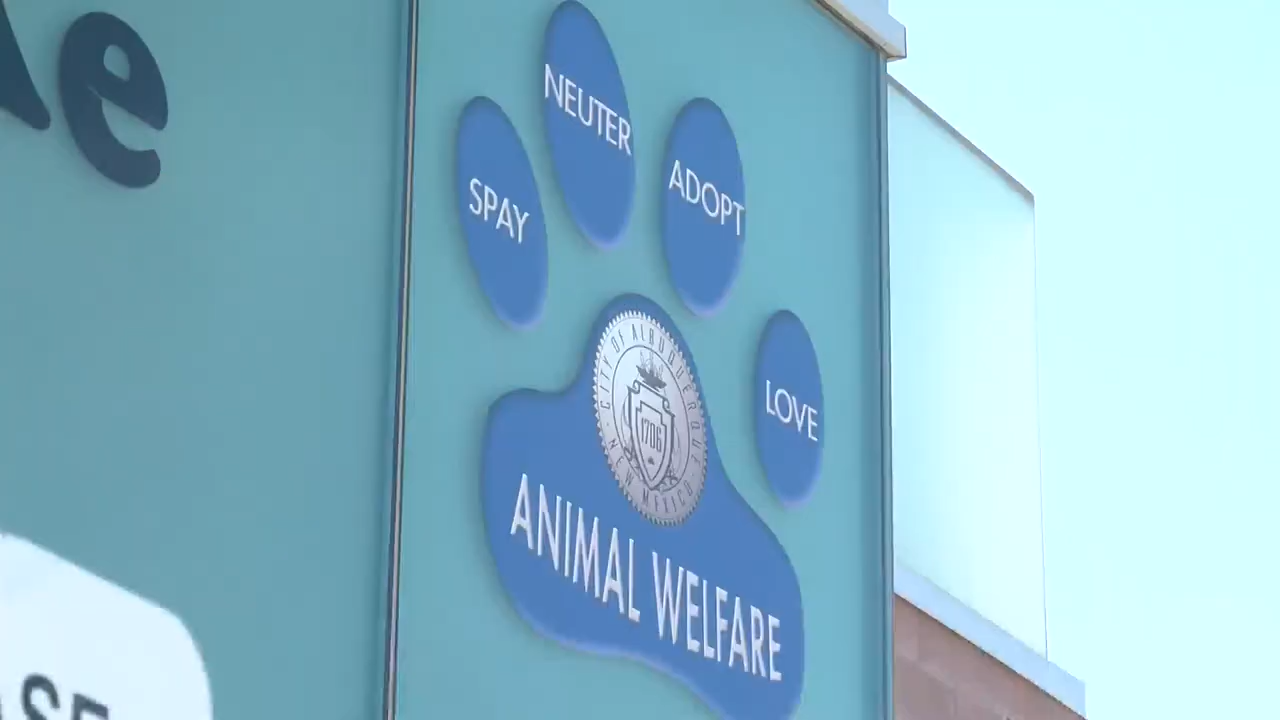 e
SPAY
NEUTER
ADOPT
LOVE
CITY OF ALBUQUERQUE
1706
NEW MEXICO
ANIMAL WELFARE